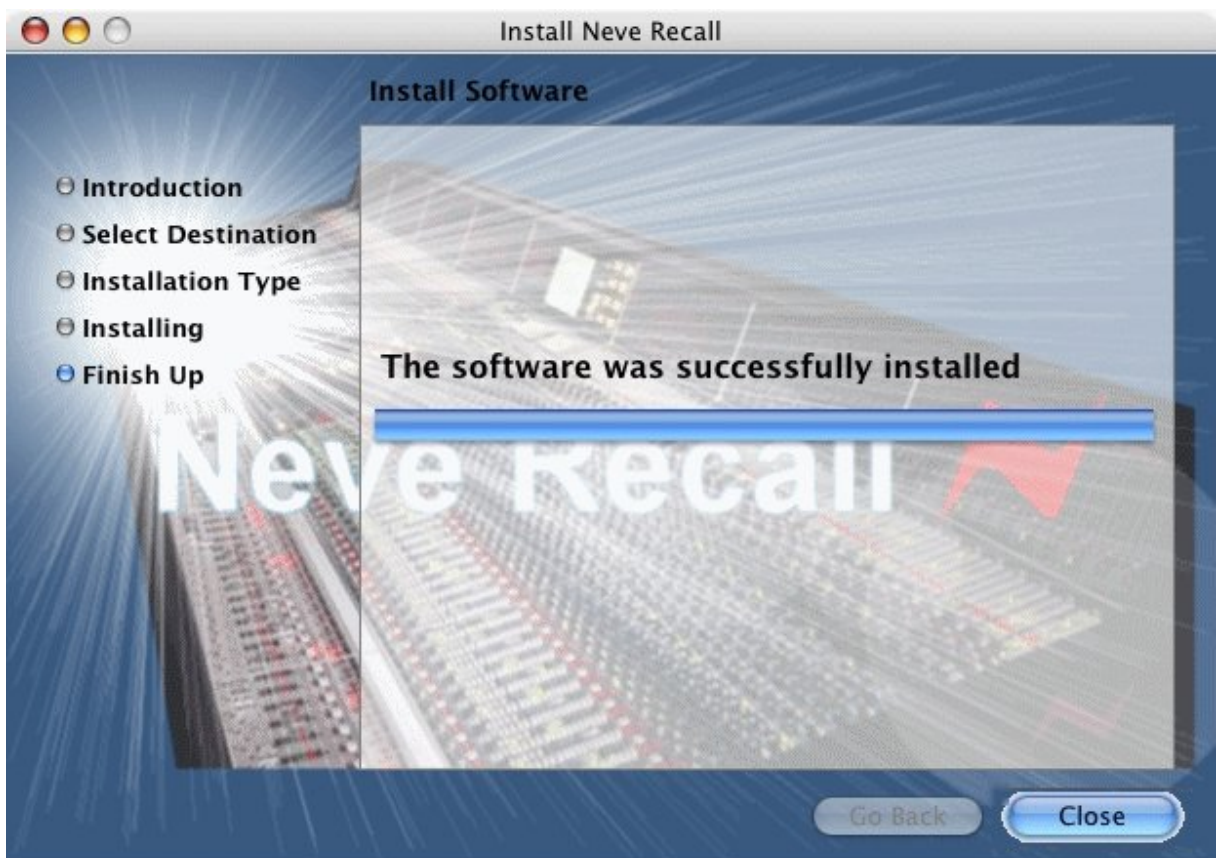 Install Neve Recall
Install Software
Introduction
Select Destination
Installation Type
Installing
Finish Up
The software was successfully installed
Neve Recall
Go Back
Close